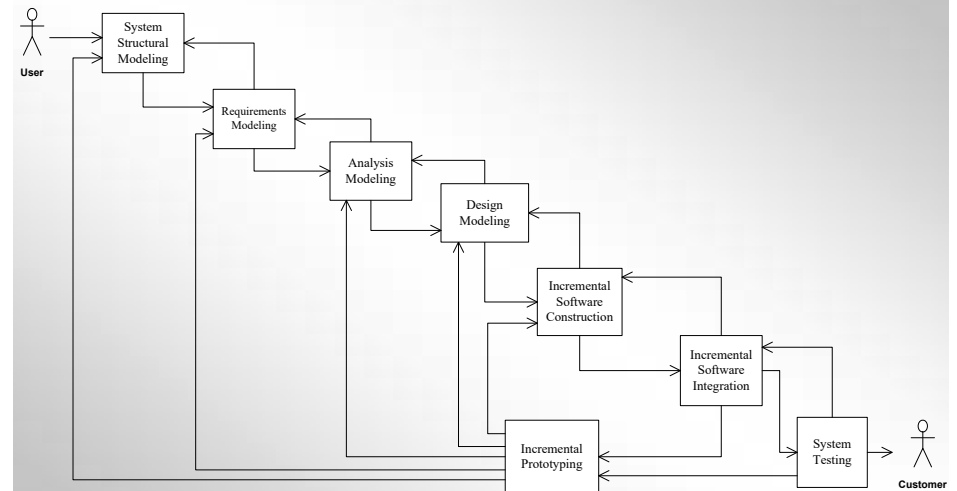 System
Structural
Modeling
User
Requirements
Modeling
Analysis
Modeling
Design
Modeling
Incremental
Software
Construction
Incremental
Software
Integration
Incremental
Prototyping
System
Testing
Customer